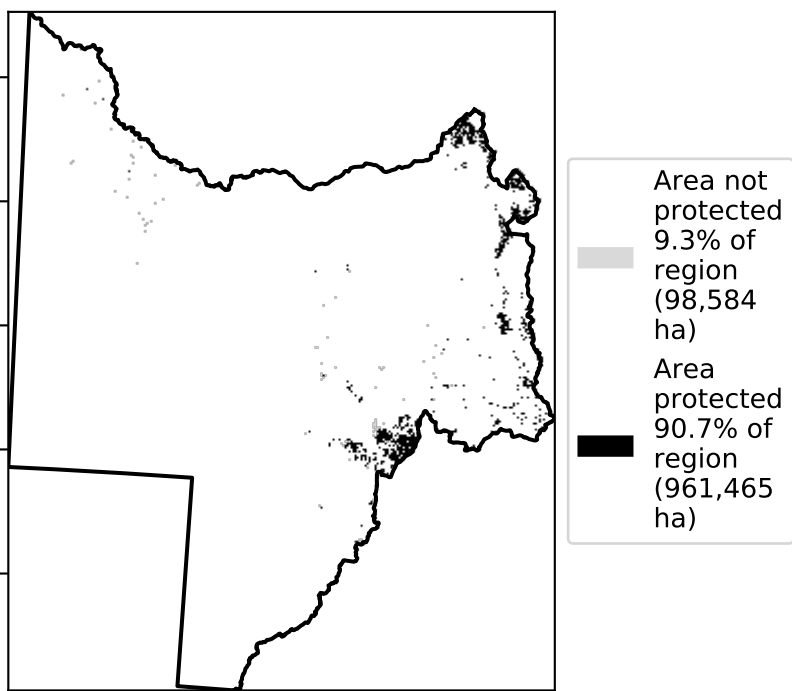 Area not
protected
9.3% of
region
(98,584
ha)
Area
protected
90.7% of
region
(961,465
ha)